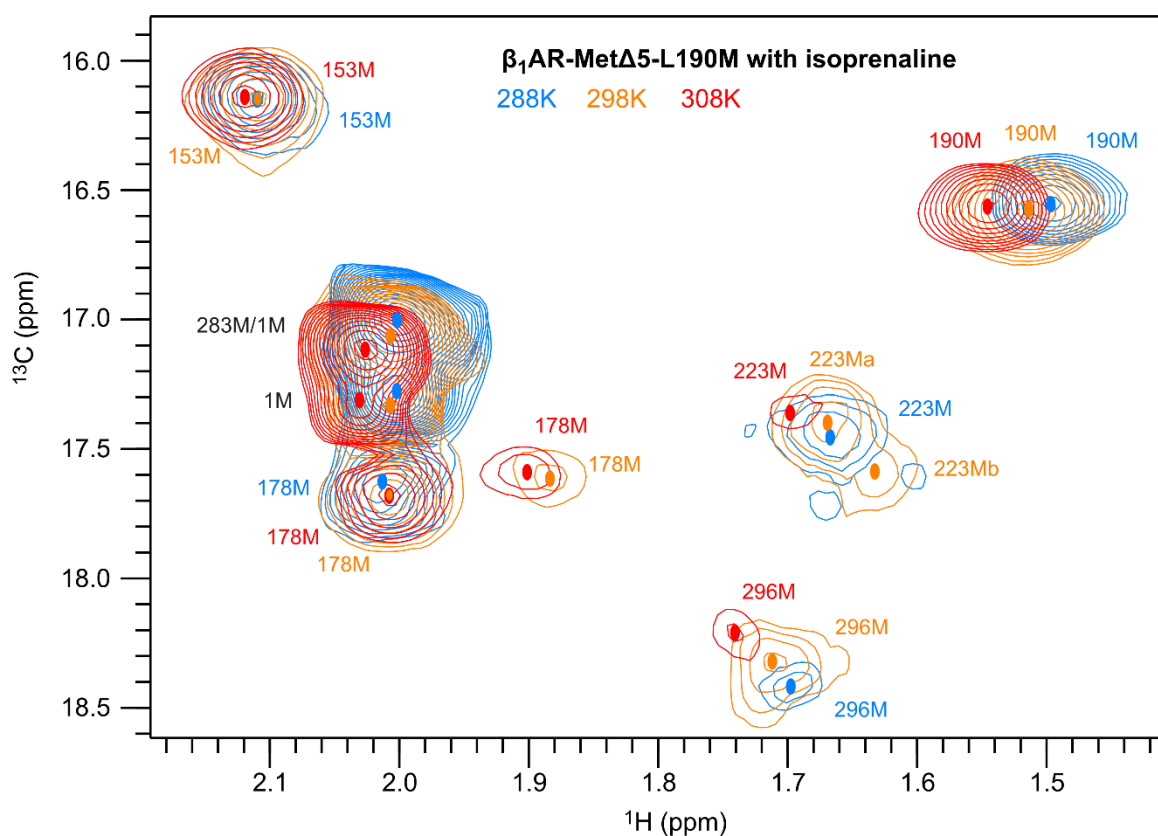 β₁AR-MetΔ5-L190M with isoprenaline
288K 298K 308K
153M
153M
153M
190M
190M
190M
283M/1M
1M
223M
223Ma
223M
223Mb
178M
178M
178M
178M
178M
296M
296M
296M
16.0
16.5
17.0
17.5
18.0
18.5
¹³C (ppm)
2.1 2.0 1.9 1.8 1.7 1.6 1.5
¹H (ppm)